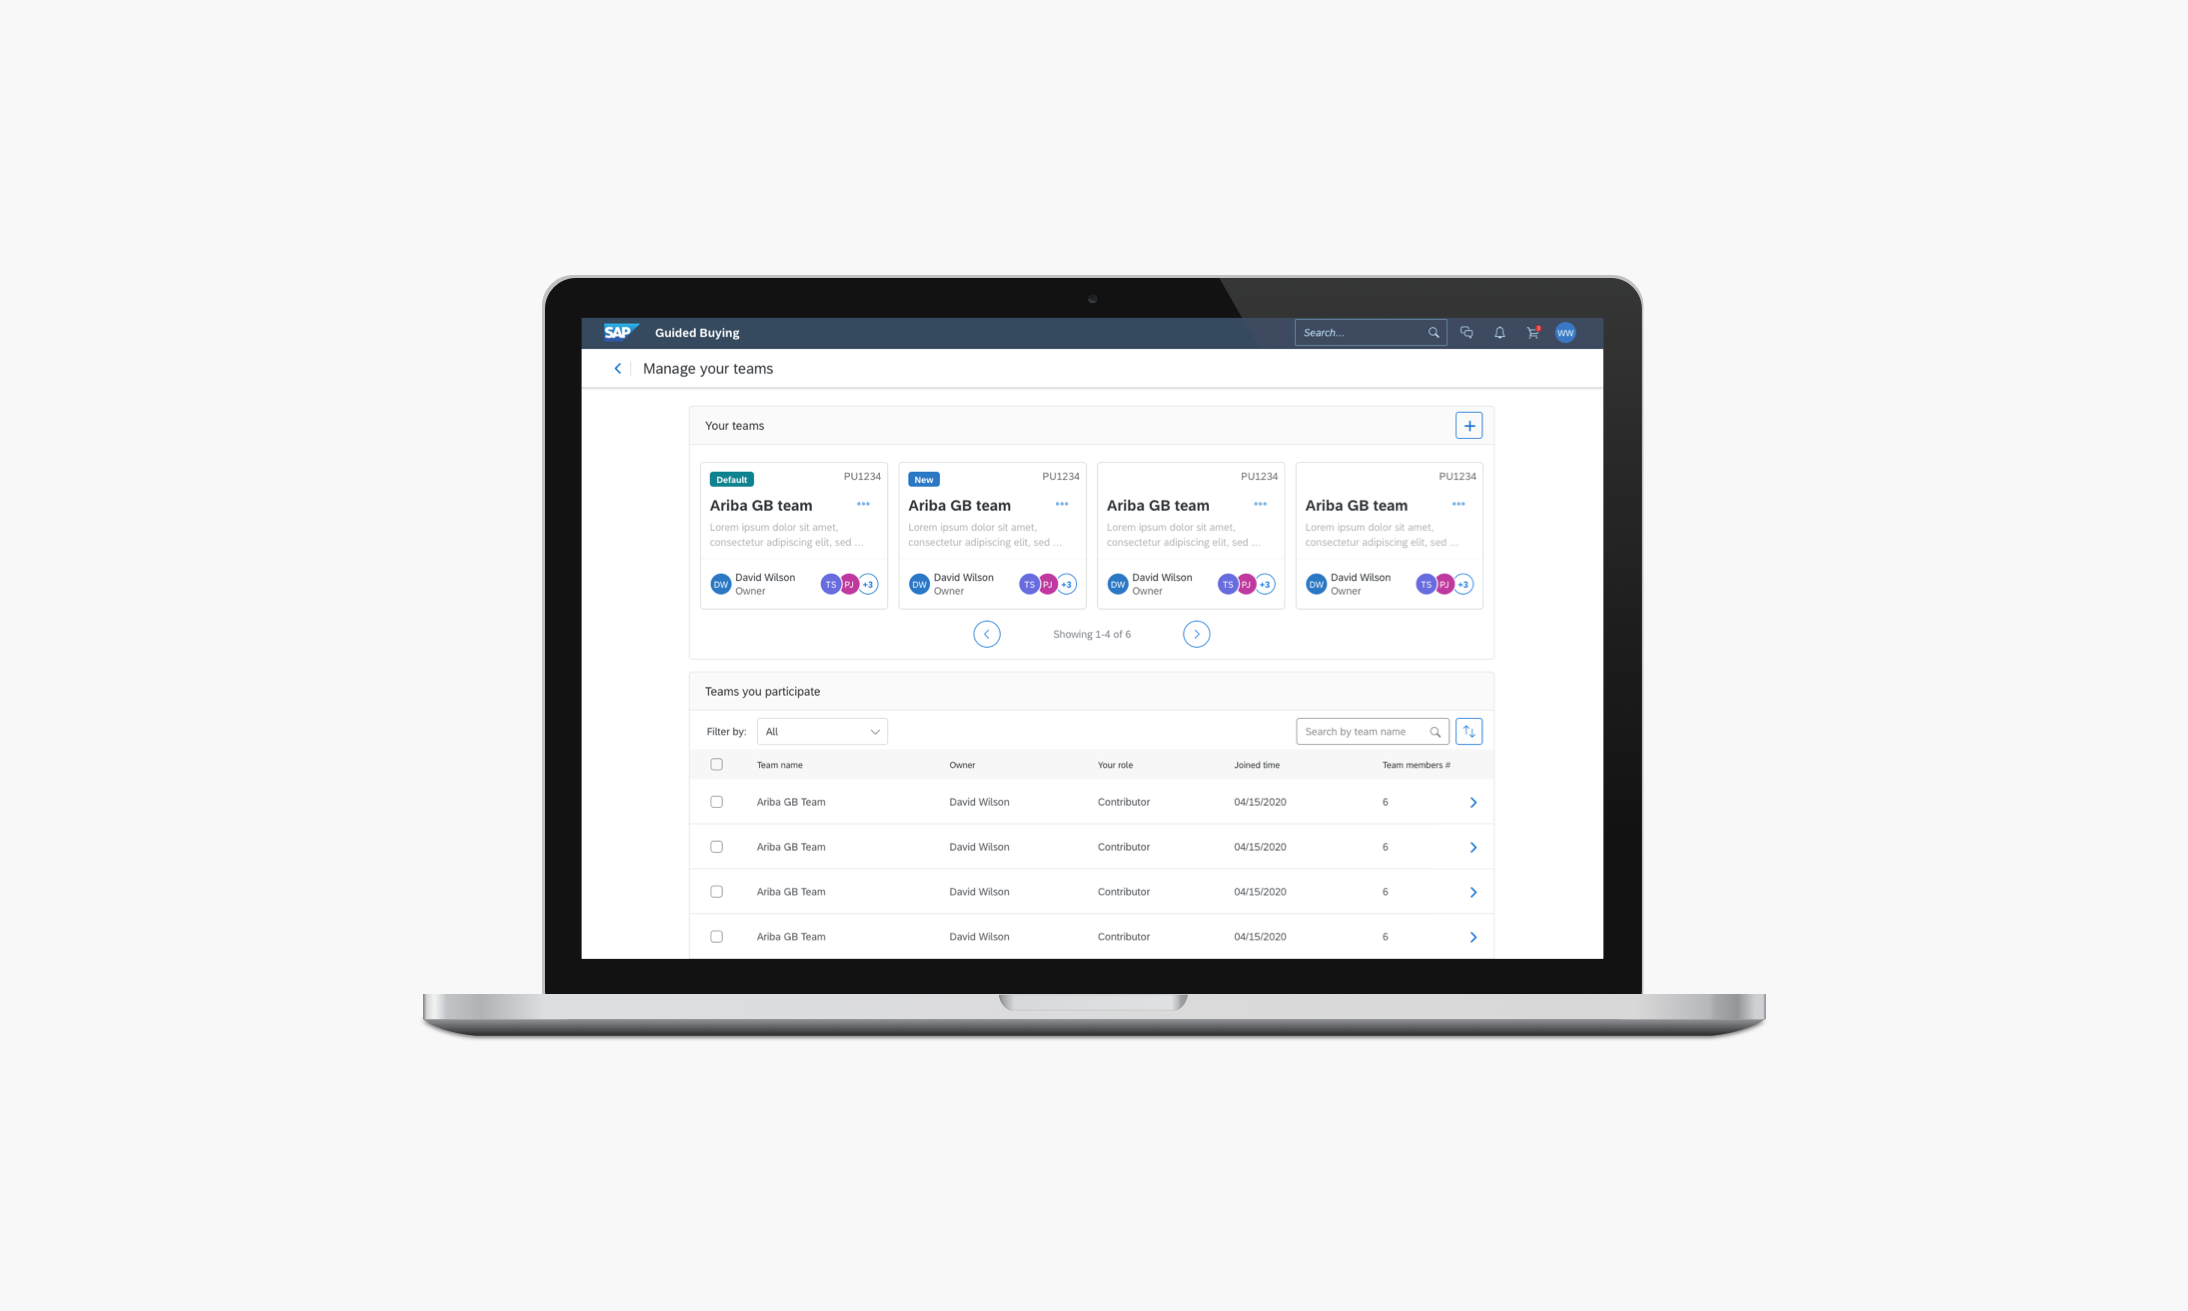 SAP Guided Buying Search... WW
Manage your teams
Your teams
Default PU1234
Ariba GB team
Lorem ipsum dolor sit amet,
consectetur adipiscing elit, sed ...
DW David Wilson TS PJ +3
Owner
New PU1234
Ariba GB team
Lorem ipsum dolor sit amet,
consectetur adipiscing elit, sed ...
DW David Wilson TS PJ +3
Owner
PU1234
Ariba GB team
Lorem ipsum dolor sit amet,
consectetur adipiscing elit, sed ...
DW David Wilson TS PJ +3
Owner
PU1234
Ariba GB team
Lorem ipsum dolor sit amet,
consectetur adipiscing elit, sed ...
DW David Wilson TS PJ +3
Owner
Showing 1-4 of 6
Teams you participate
Filter by: All Search by team name
Team name Owner Your role Joined time Team members #
Ariba GB Team David Wilson Contributor 04/15/2020 6
Ariba GB Team David Wilson Contributor 04/15/2020 6
Ariba GB Team David Wilson Contributor 04/15/2020 6
Ariba GB Team David Wilson Contributor 04/15/2020 6